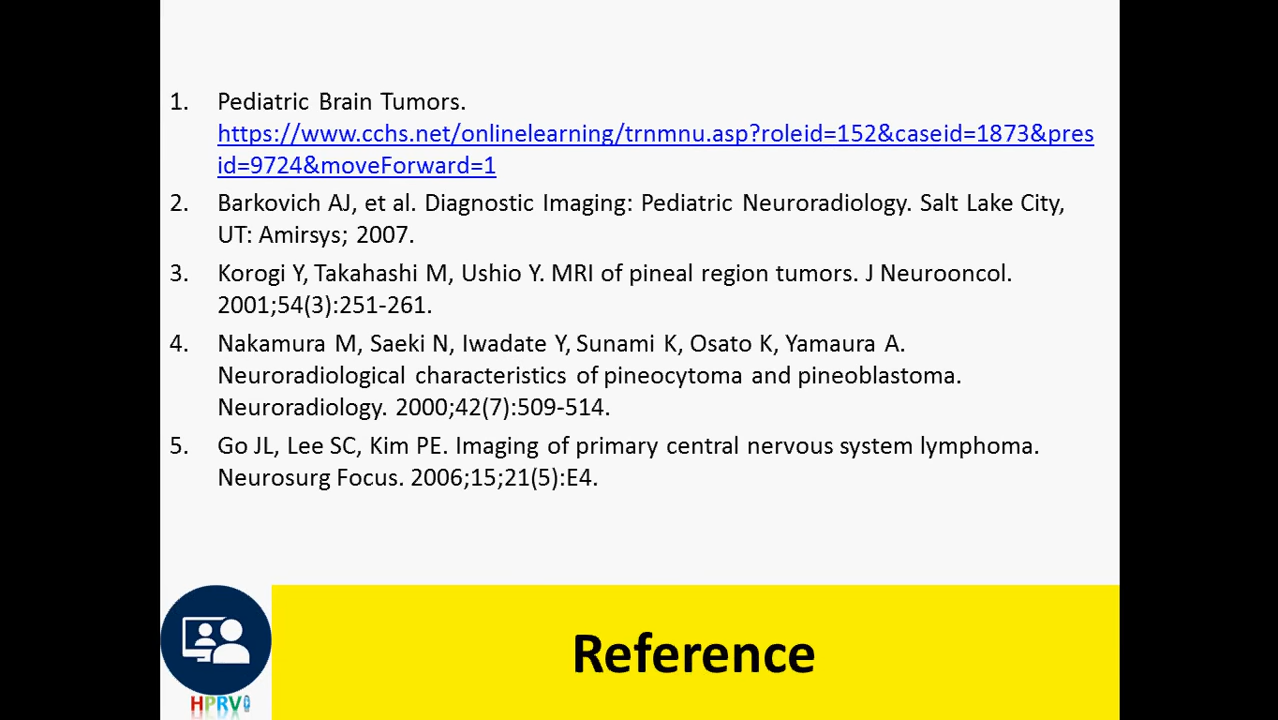 1. Pediatric Brain Tumors.
https://www.cchs.net/onlinelearning/trnmnu.asp?roleid=152&caseid=1873&pres
id=9724&moveForward=1
2. Barkovich AJ, et al. Diagnostic Imaging: Pediatric Neuroradiology. Salt Lake City,
UT: Amirsys; 2007.
3. Korogi Y, Takahashi M, Ushio Y. MRI of pineal region tumors. J Neurooncol.
2001;54(3):251-261.
4. Nakamura M, Saeki N, Iwadate Y, Sunami K, Osato K, Yamaura A.
Neuroradiological characteristics of pineocytoma and pineoblastoma.
Neuroradiology. 2000;42(7):509-514.
5. Go JL, Lee SC, Kim PE. Imaging of primary central nervous system lymphoma.
Neurosurg Focus. 2006;15;21(5):E4.
Reference
HPRV